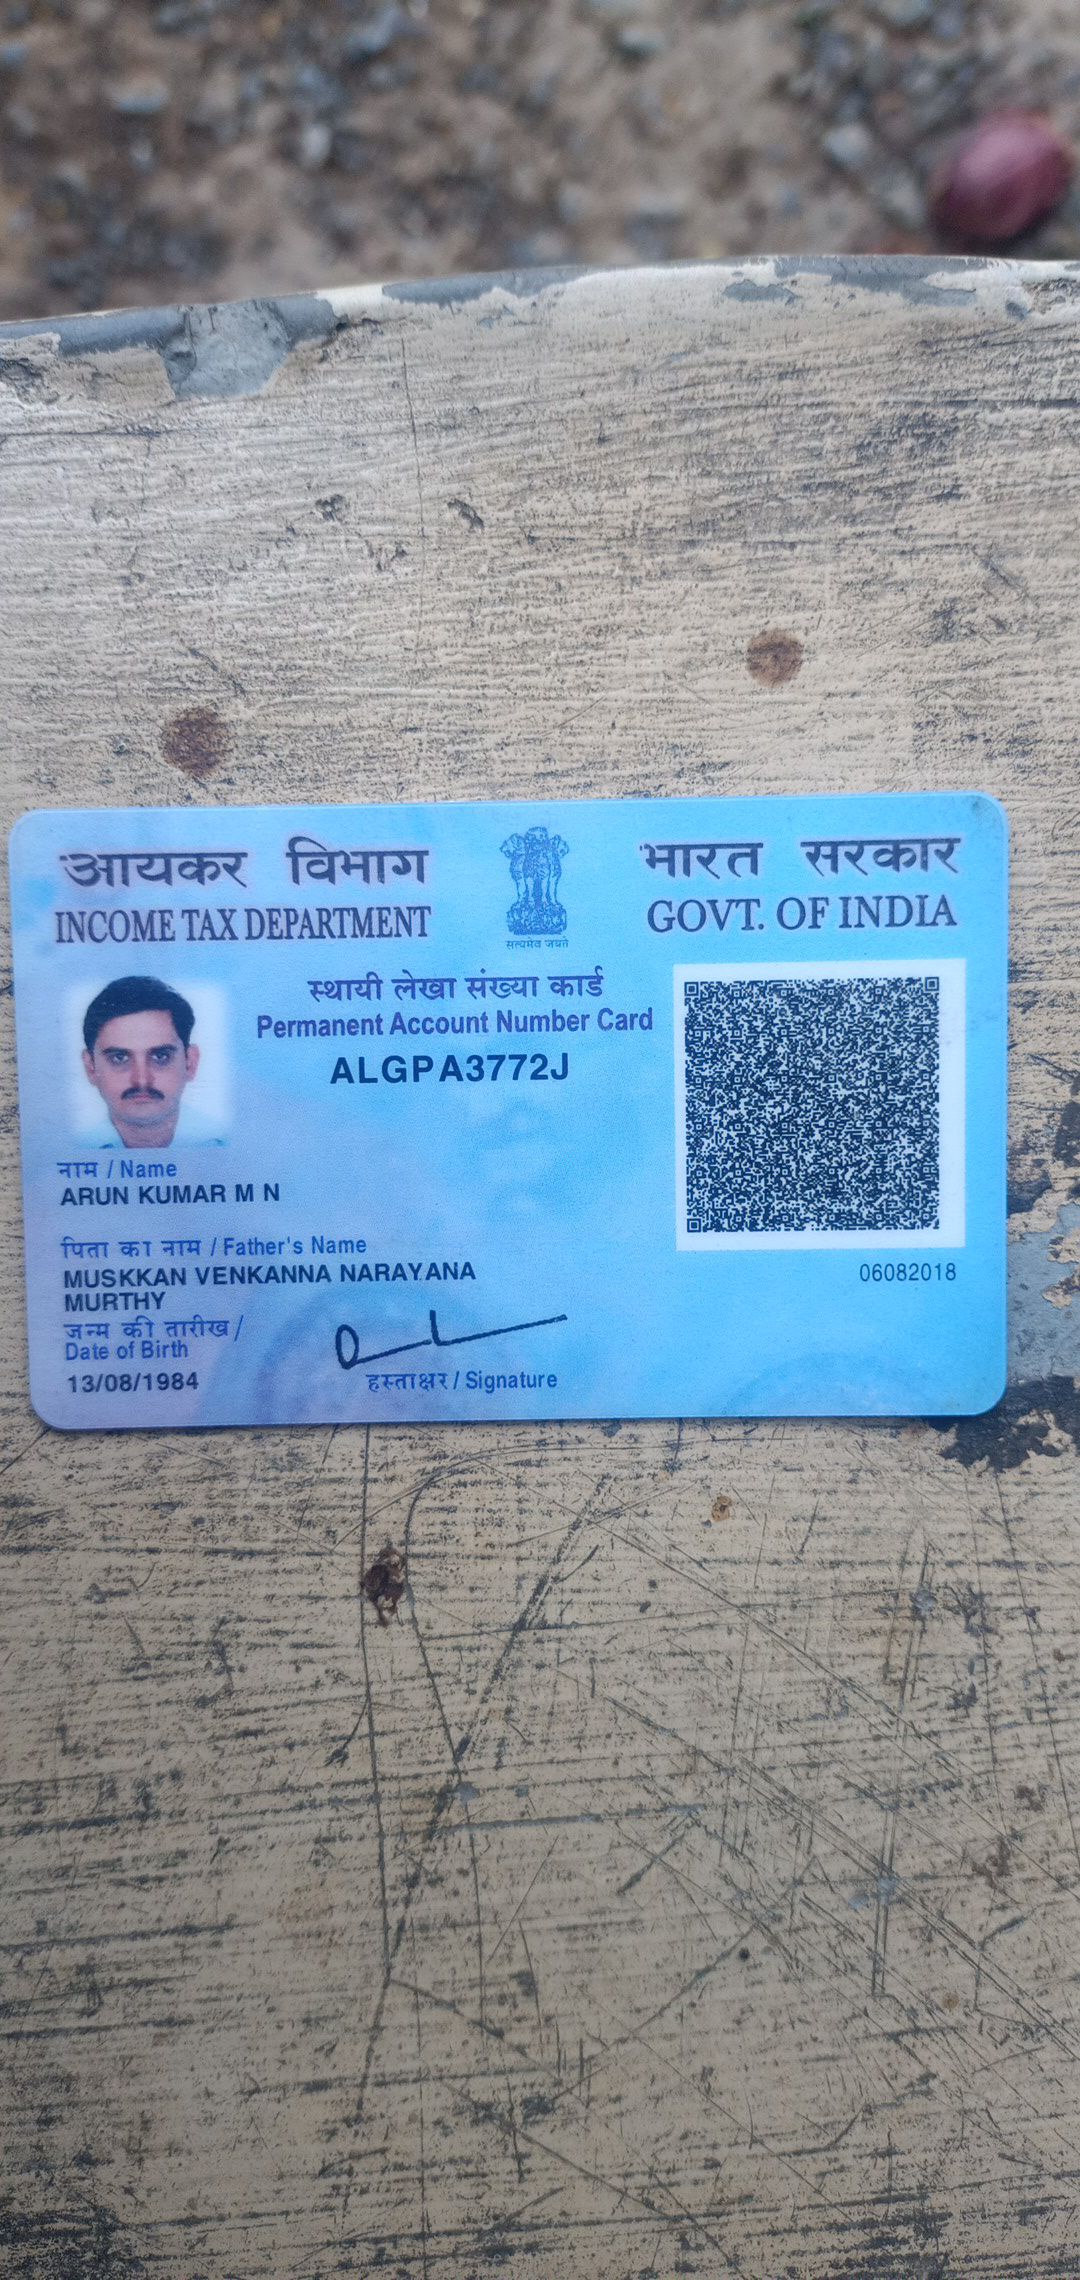 आयकर विभाग
INCOME TAX DEPARTMENT
सत्यमेव जयते
भारत सरकार
GOVT. OF INDIA
स्थायी लेखा संख्या कार्ड
Permanent Account Number Card
ALGPA3772J
नाम / Name
ARUN KUMAR M N
पिता का नाम / Father's Name
MUSKKAN VENKANNA NARAYANA
MURTHY
जन्म की तारीख /
Date of Birth
13/08/1984
हस्ताक्षर / Signature
06082018